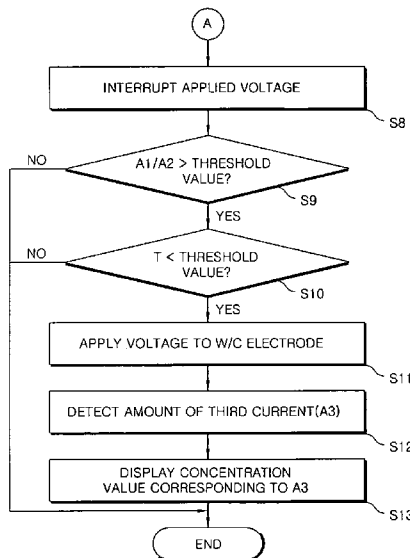 A
INTERRUPT APPLIED VOLTAGE
S8
NO
A1/A2 > THRESHOLD
VALUE?
S9
YES
NO
T < THRESHOLD
VALUE?
S10
YES
APPLY VOLTAGE TO W/C ELECTRODE
S11
DETECT AMOUNT OF THIRD CURRENT(A3)
S12
DISPLAY CONCENTRATION
VALUE CORRESPONDING TO A3
S13
END